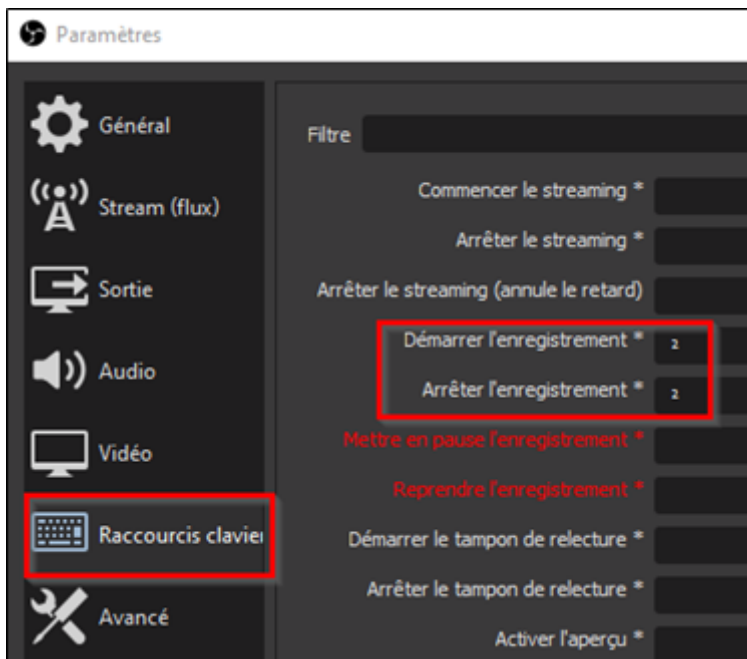 Paramètres
Général
Stream (flux)
Sortie
Audio
Vidéo
Raccourcis clavie
Avancé
Filtre
Commencer le streaming *
Arrêter le streaming *
Arrêter le streaming (annule le retard)
Démarrer l'enregistrement * ²
Arrêter l'enregistrement * ²
Mettre en pause l'enregistrement *
Reprendre l'enregistrement *
Démarrer le tampon de relecture *
Arrêter le tampon de relecture *
Activer l'aperçu *